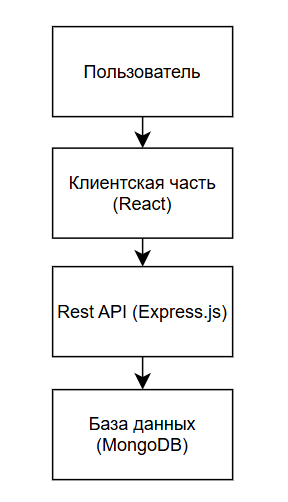 Пользователь
Клиентская часть
(React)
Rest API (Express.js)
База данных
(MongoDB)